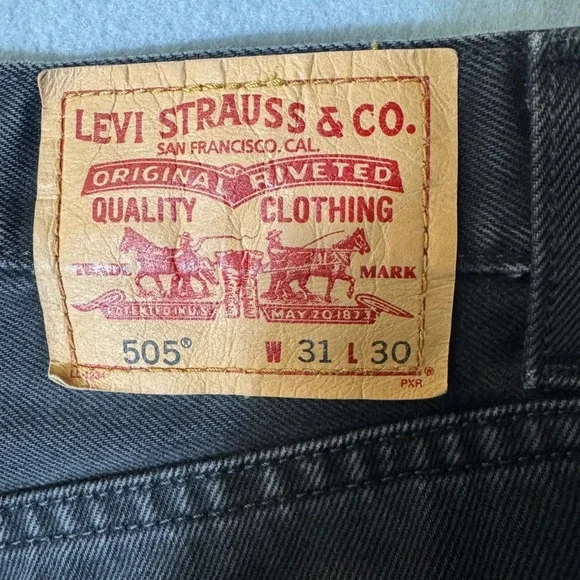 LEVI STRAUSS & CO.
SAN FRANCISCO, CAL.
ORIGINAL RIVETED
QUALITY CLOTHING
TRADE MARK
PATENTED IN U.S. MAY 20 1873
505® W 31 L 30
PXR ®